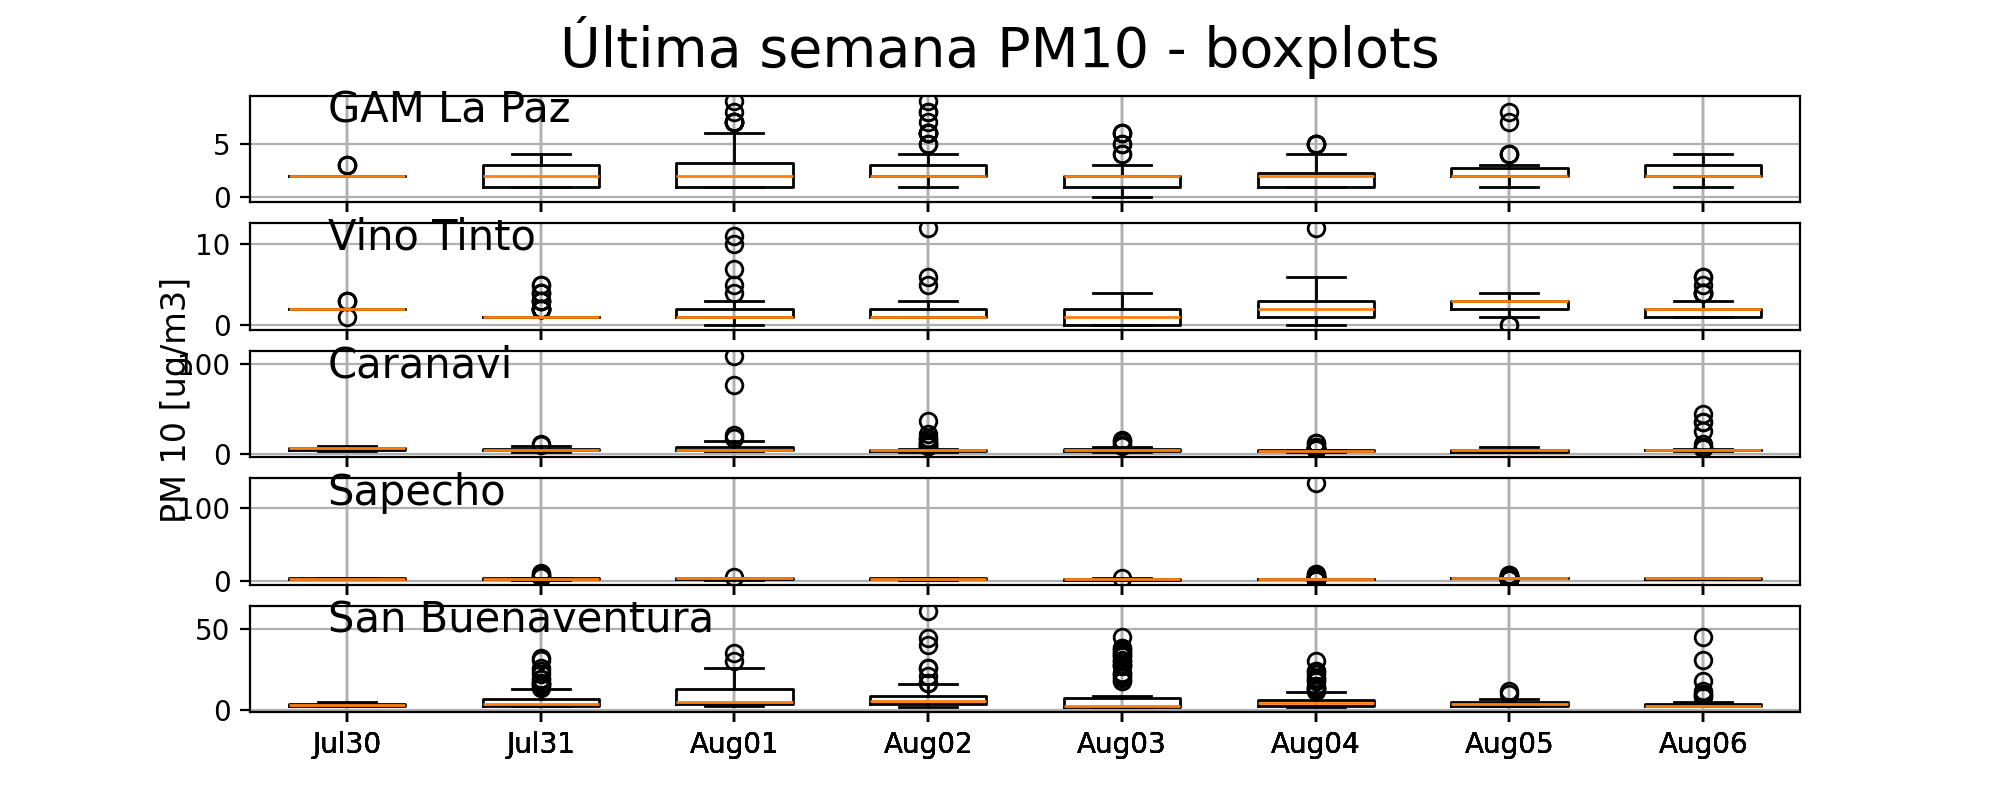 Última semana PM10 - boxplots
GAM La Paz
5
0
Vino Tinto
10
0
PM 10 [ug/m3]
Caranavi
100
0
Sapecho
100
0
San Buenaventura
50
0
Jul30 Jul31 Aug01 Aug02 Aug03 Aug04 Aug05 Aug06